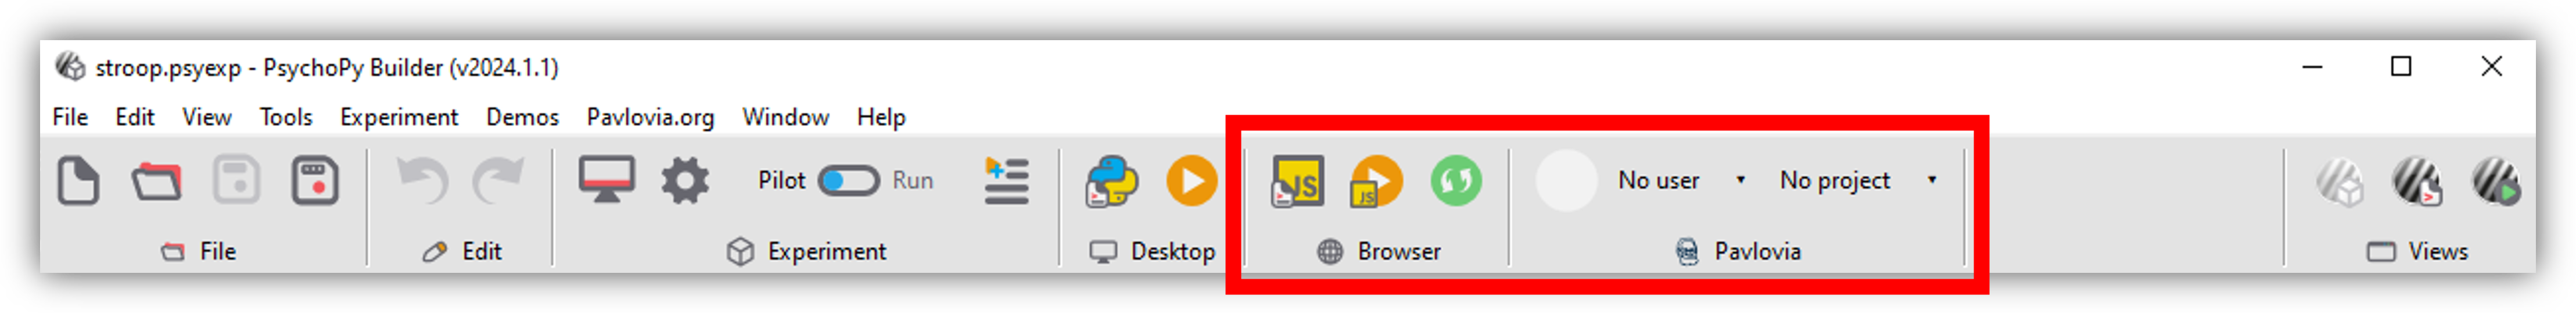 stroop.psyexp - PsychoPy Builder (v2024.1.1)
File Edit View Tools Experiment Demos Pavlovia.org Window Help
Pilot Run JS JS No user No project
File Edit Experiment Desktop Browser Pavlovia Views